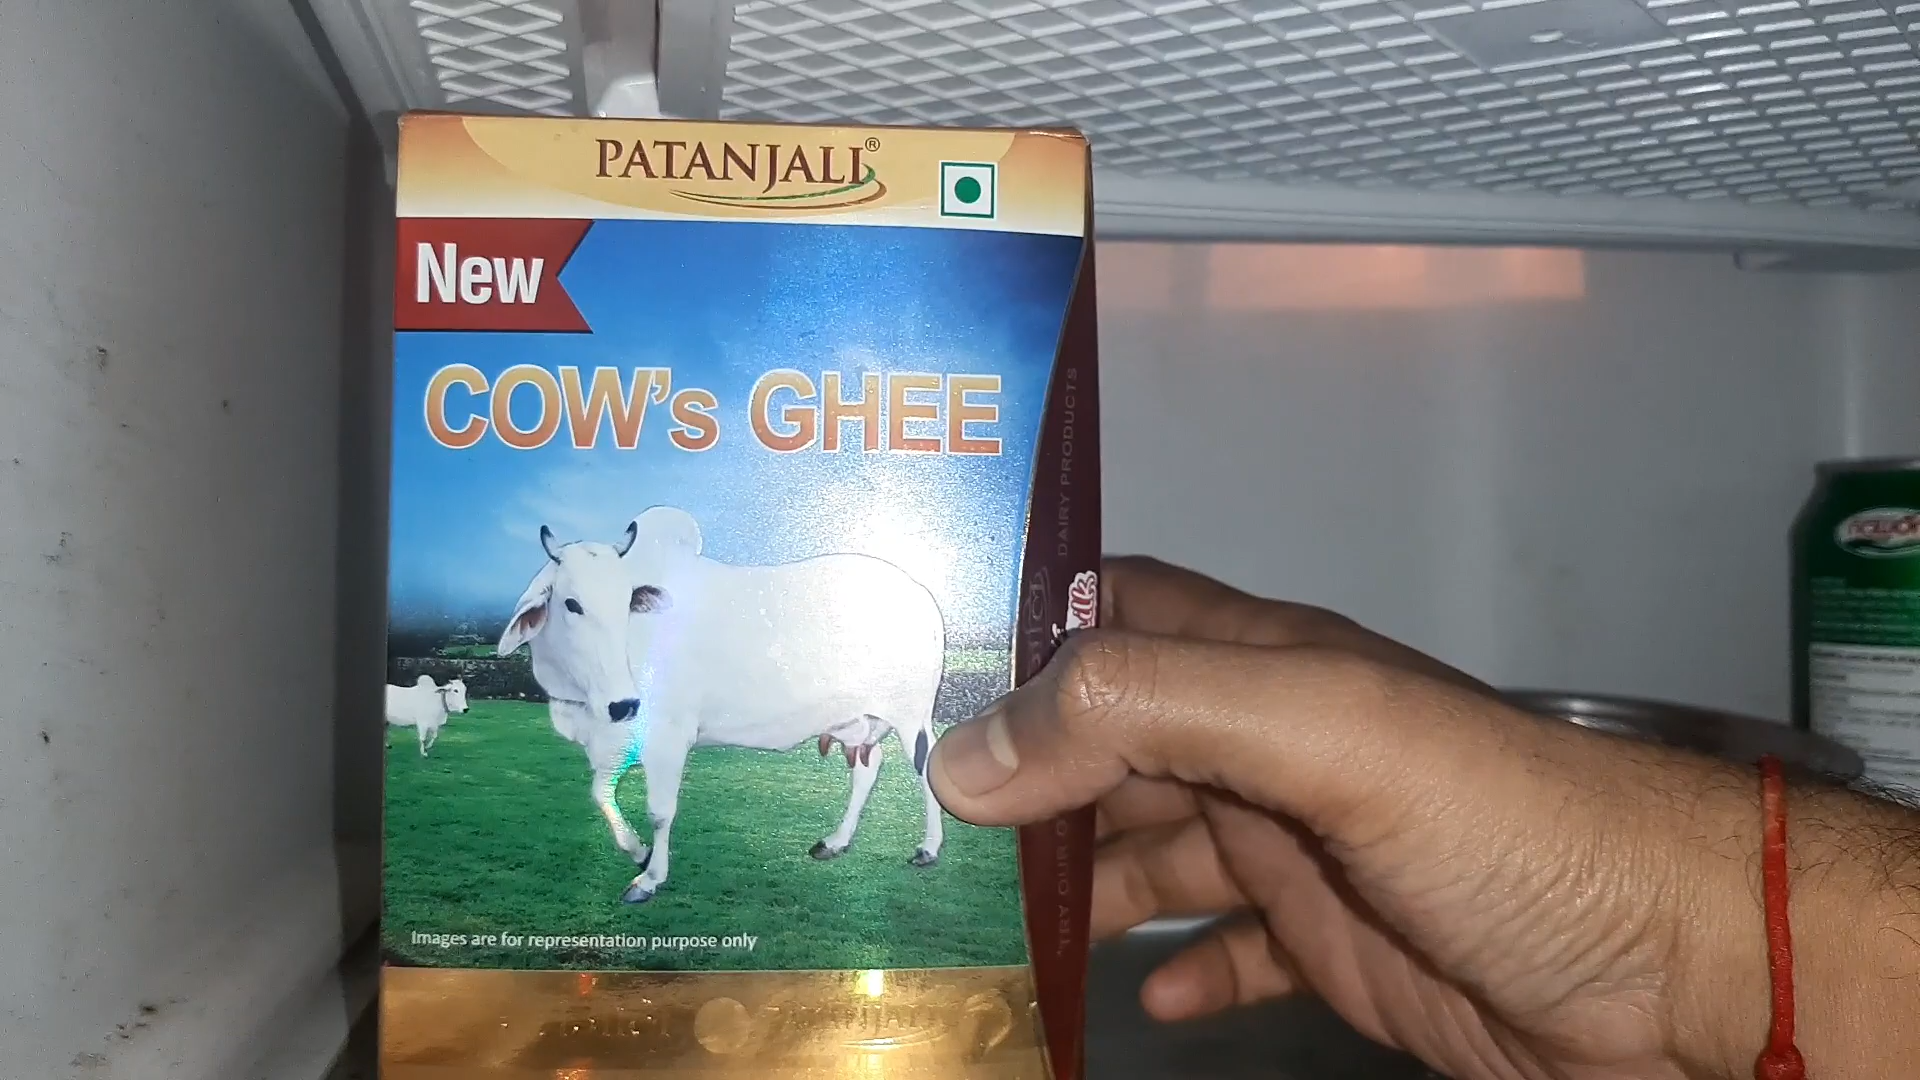 PATANJALI®
New
COW's GHEE
Images are for representation purpose only
DAIRY PRODUCTS
TRY OUR